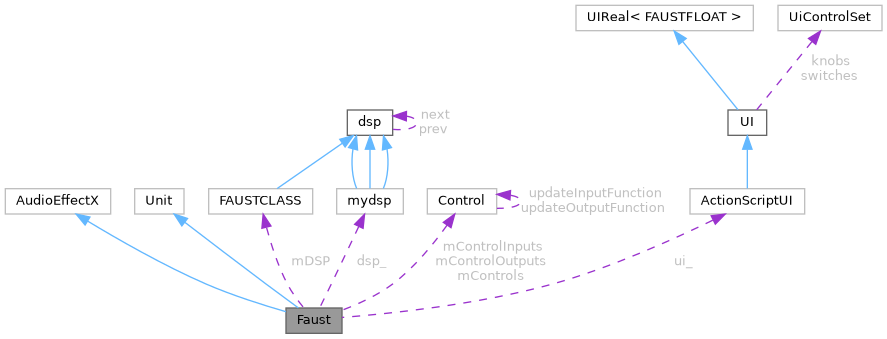 UIReal< FAUSTFLOAT >
UiControlSet
knobs
switches
dsp
next
prev
UI
AudioEffectX
Unit
FAUSTCLASS
mydsp
Control
updateInputFunction
updateOutputFunction
ActionScriptUI
mDSP
dsp_
mControlInputs
mControlOutputs
mControls
ui_
Faust